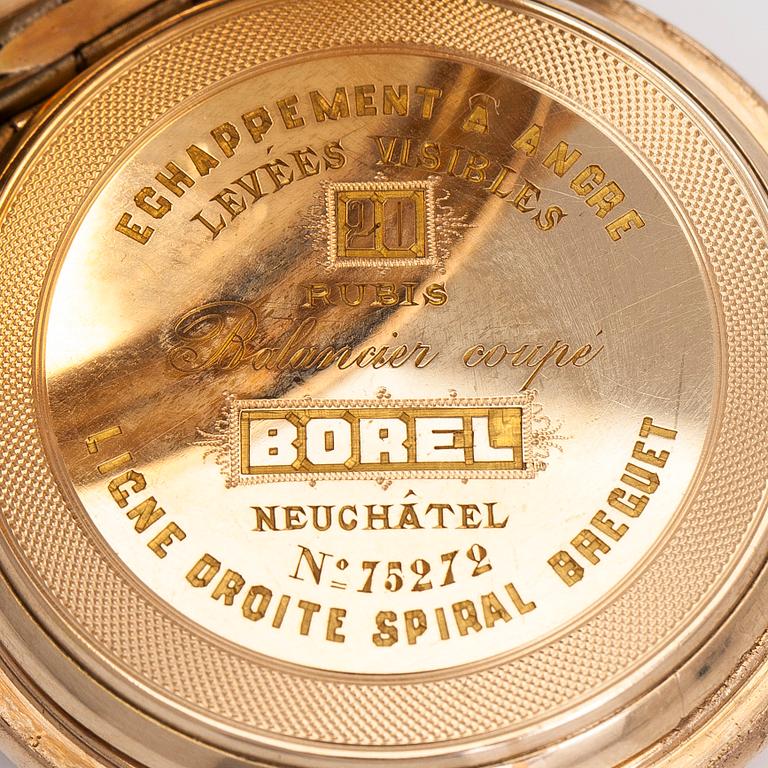 ECHAPPEMENT À ANCRE
LEVÉES VISIBLES
20
RUBIS
Balancier coupé
BOREL
NEUCHÂTEL
No. 75272
LIGNE DROITE SPIRAL BREGUET